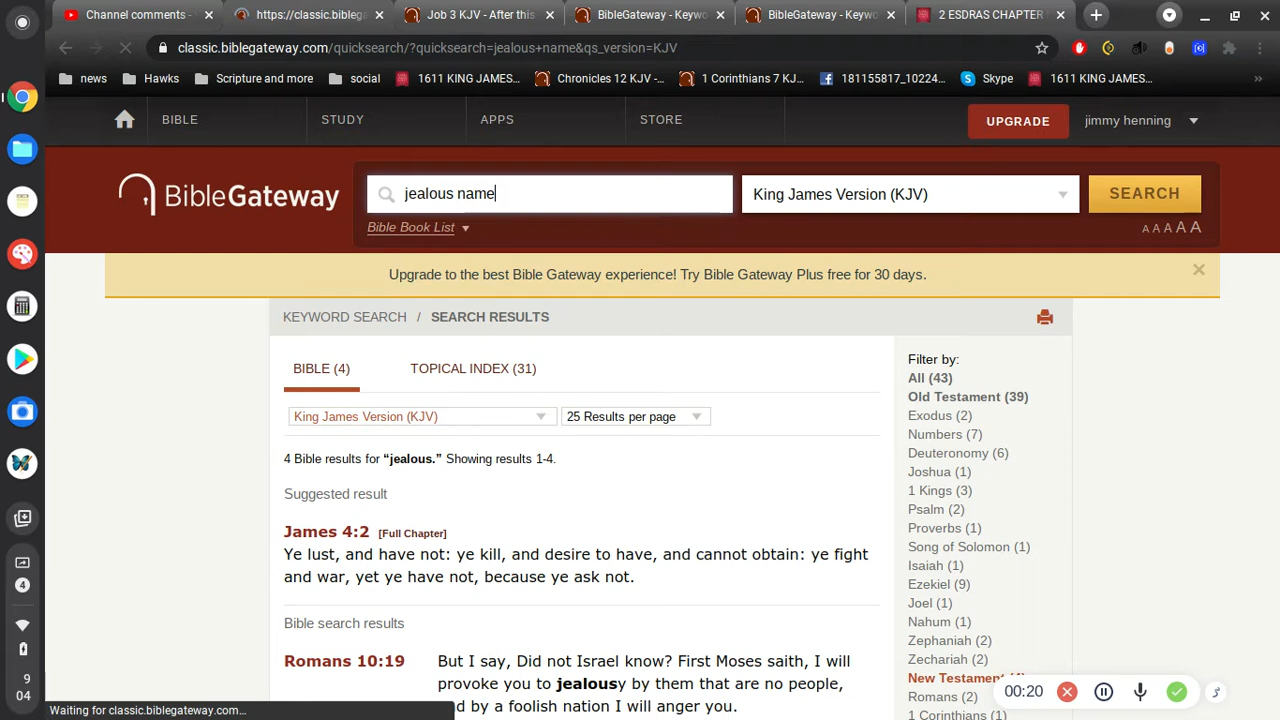 Channel comments -
https://classic.bibleg
Job 3 KJV - After this
BibleGateway - Keywo
BibleGateway - Keywo
2 ESDRAS CHAPTER
classic.biblegateway.com/quicksearch/?quicksearch=jealous+name&qs_version=KJV
news
Hawks
Scripture and more
social
1611 KING JAMES...
Chronicles 12 KJV -...
1 Corinthians 7 KJ...
181155817_10224...
Skype
1611 KING JAMES...
»
BIBLE
STUDY
APPS
STORE
UPGRADE
jimmy henning
BibleGateway
jealous name
King James Version (KJV)
SEARCH
Bible Book List
A A A A A
Upgrade to the best Bible Gateway experience! Try Bible Gateway Plus free for 30 days.
KEYWORD SEARCH / SEARCH RESULTS
BIBLE (4)
TOPICAL INDEX (31)
King James Version (KJV)
25 Results per page
4 Bible results for “jealous.” Showing results 1-4.
Suggested result
James 4:2 [Full Chapter]
Ye lust, and have not: ye kill, and desire to have, and cannot obtain: ye fight
and war, yet ye have not, because ye ask not.
Bible search results
Romans 10:19
But I say, Did not Israel know? First Moses saith, I will
provoke you to jealousy by them that are no people,
nd by a foolish nation I will anger you.
Filter by:
All (43)
Old Testament (39)
Exodus (2)
Numbers (7)
Deuteronomy (6)
Joshua (1)
1 Kings (3)
Psalm (2)
Proverbs (1)
Song of Solomon (1)
Isaiah (1)
Ezekiel (9)
Joel (1)
Nahum (1)
Zephaniah (2)
Zechariah (2)
New Testament (4)
Romans (2)
1 Corinthians (1)
4
9
04
Waiting for classic.biblegateway.com...
00:20